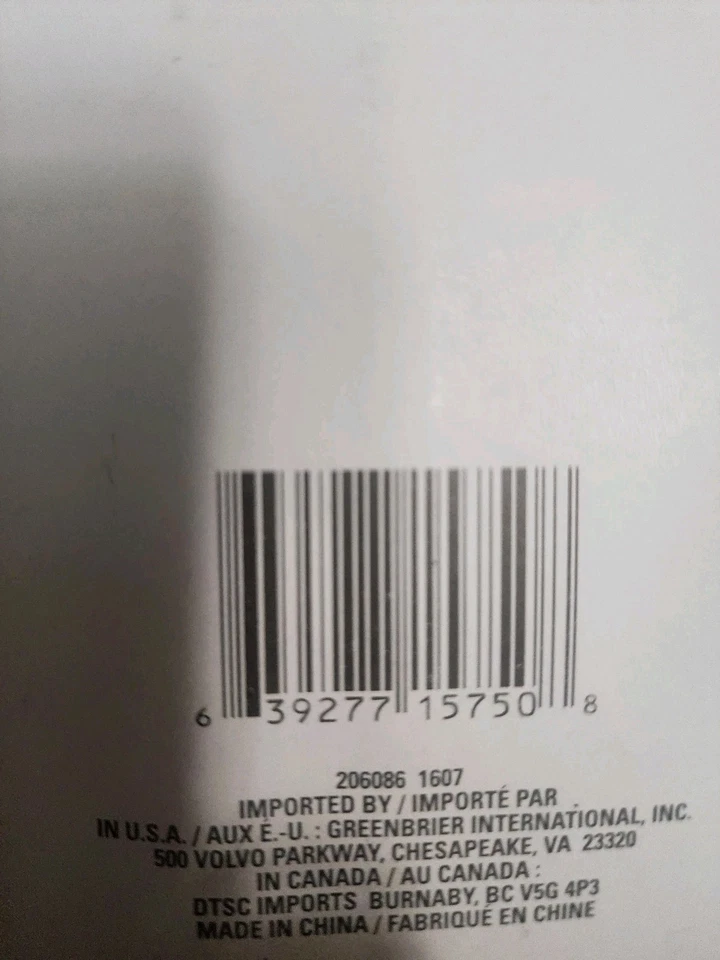 6 39277 15750 8
206086 1607
IMPORTED BY / IMPORTÉ PAR
IN U.S.A. / AUX É.-U. : GREENBRIER INTERNATIONAL, INC.
500 VOLVO PARKWAY, CHESAPEAKE, VA 23320
IN CANADA / AU CANADA :
DTSC IMPORTS BURNABY, BC V5G 4P3
MADE IN CHINA / FABRIQUÉ EN CHINE